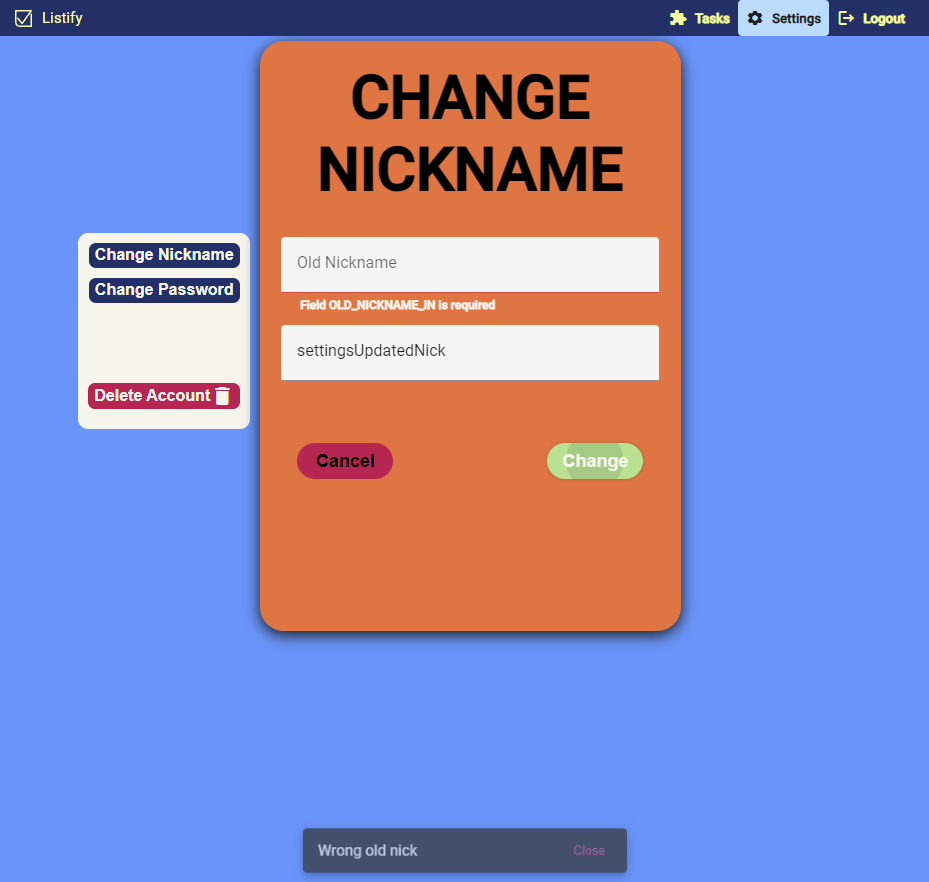 Listify
Tasks
Settings
Logout
CHANGE
NICKNAME
Change Nickname
Change Password
Delete Account
Old Nickname
Field OLD_NICKNAME_IN is required
settingsUpdatedNick
Cancel
Change
Wrong old nick
Close